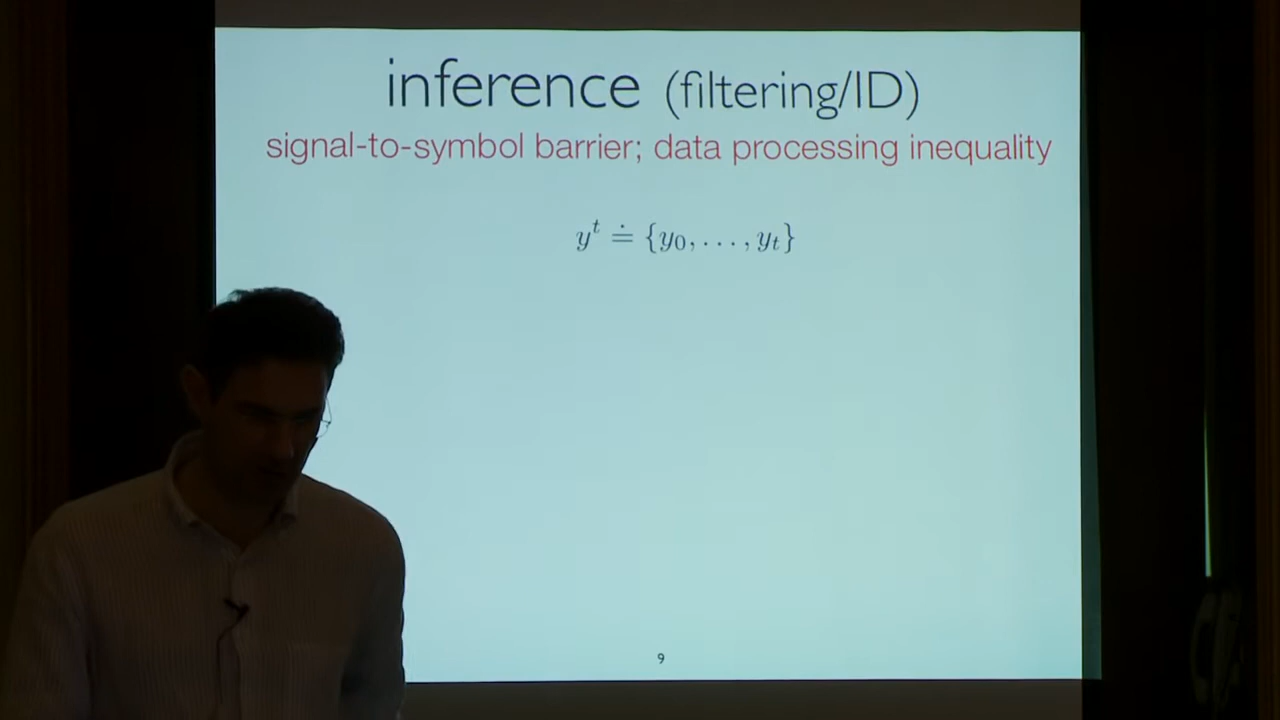 inference (filtering/ID)
signal-to-symbol barrier; data processing inequality
y^t ≐ {y_0, . . . , y_t}
9